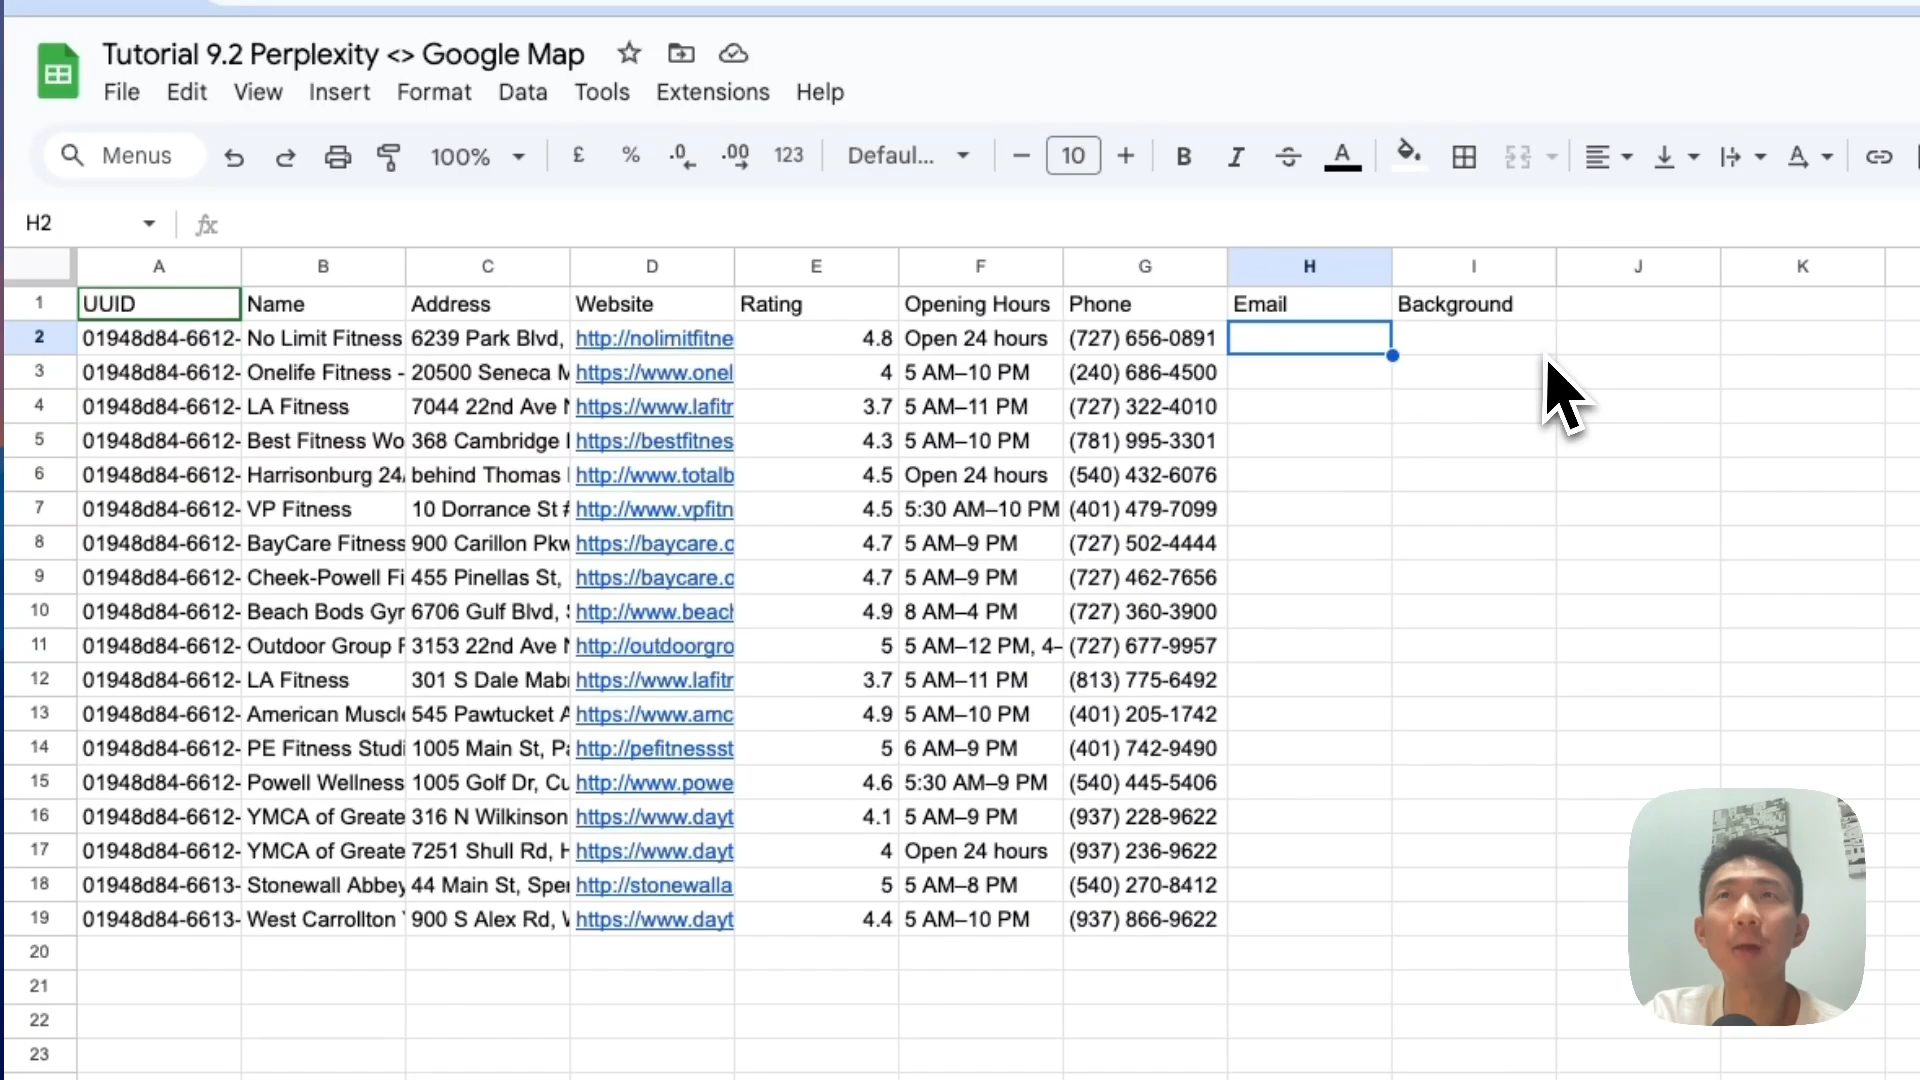 Tutorial 9.2 Perplexity <> Google Map
File Edit View Insert Format Data Tools Extensions Help
Menus 100% £ % .0 .00 123 Defaul... 10 B I A A
H2 fx
A B C D E F G H I J K
1 UUID Name Address Website Rating Opening Hours Phone Email Background
2 01948d84-6612- No Limit Fitness 6239 Park Blvd, http://nolimitfitne 4.8 Open 24 hours (727) 656-0891
3 01948d84-6612- Onelife Fitness - 20500 Seneca M https://www.onel 4 5 AM–10 PM (240) 686-4500
4 01948d84-6612- LA Fitness 7044 22nd Ave N https://www.lafitr 3.7 5 AM–11 PM (727) 322-4010
5 01948d84-6612- Best Fitness Wo 368 Cambridge https://bestfitnes 4.3 5 AM–10 PM (781) 995-3301
6 01948d84-6612- Harrisonburg 24/ behind Thomas http://www.totalb 4.5 Open 24 hours (540) 432-6076
7 01948d84-6612- VP Fitness 10 Dorrance St # http://www.vpfitn 4.5 5:30 AM–10 PM (401) 479-7099
8 01948d84-6612- BayCare Fitness 900 Carillon Pkw https://baycare.o 4.7 5 AM–9 PM (727) 502-4444
9 01948d84-6612- Cheek-Powell Fi 455 Pinellas St, https://baycare.o 4.7 5 AM–9 PM (727) 462-7656
10 01948d84-6612- Beach Bods Gyr 6706 Gulf Blvd, http://www.beach 4.9 8 AM–4 PM (727) 360-3900
11 01948d84-6612- Outdoor Group F 3153 22nd Ave N http://outdoorgro 5 5 AM–12 PM, 4– (727) 677-9957
12 01948d84-6612- LA Fitness 301 S Dale Mab https://www.lafitr 3.7 5 AM–11 PM (813) 775-6492
13 01948d84-6612- American Muscle 545 Pawtucket A https://www.amc 4.9 5 AM–10 PM (401) 205-1742
14 01948d84-6612- PE Fitness Studi 1005 Main St, Pa http://pefitnessst 5 6 AM–9 PM (401) 742-9490
15 01948d84-6612- Powell Wellness 1005 Golf Dr, Cu http://www.powe 4.6 5:30 AM–9 PM (540) 445-5406
16 01948d84-6612- YMCA of Greate 316 N Wilkinson https://www.dayt 4.1 5 AM–9 PM (937) 228-9622
17 01948d84-6612- YMCA of Greate 7251 Shull Rd, H https://www.dayt 4 Open 24 hours (937) 236-9622
18 01948d84-6613- Stonewall Abbey 44 Main St, Sper http://stonewalla 5 5 AM–8 PM (540) 270-8412
19 01948d84-6613- West Carrollton 900 S Alex Rd, W https://www.dayt 4.4 5 AM–10 PM (937) 866-9622
20
21
22
23